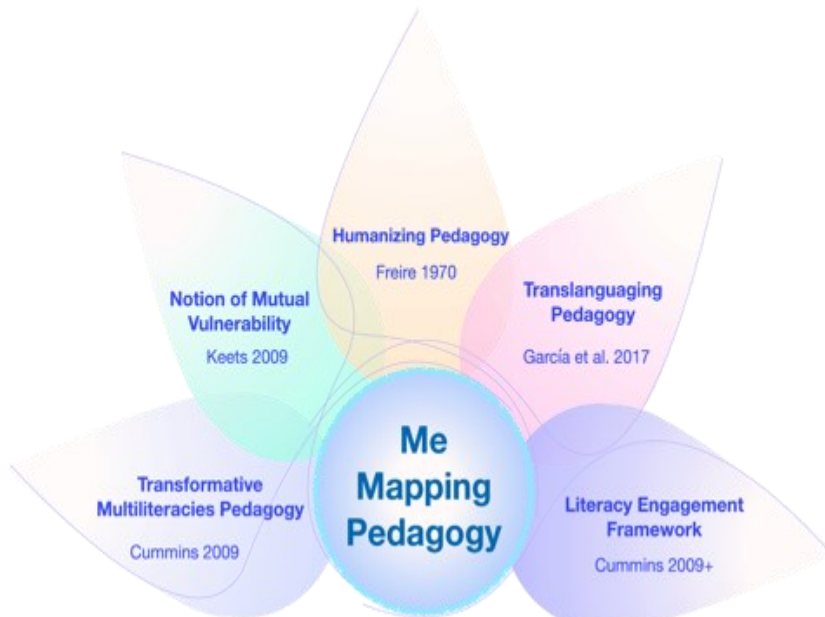 Humanizing Pedagogy
Freire 1970
Notion of Mutual
Vulnerability
Keets 2009
Translanguaging
Pedagogy
García et al. 2017
Me
Mapping
Pedagogy
Transformative
Multiliteracies Pedagogy
Cummins 2009
Literacy Engagement
Framework
Cummins 2009+